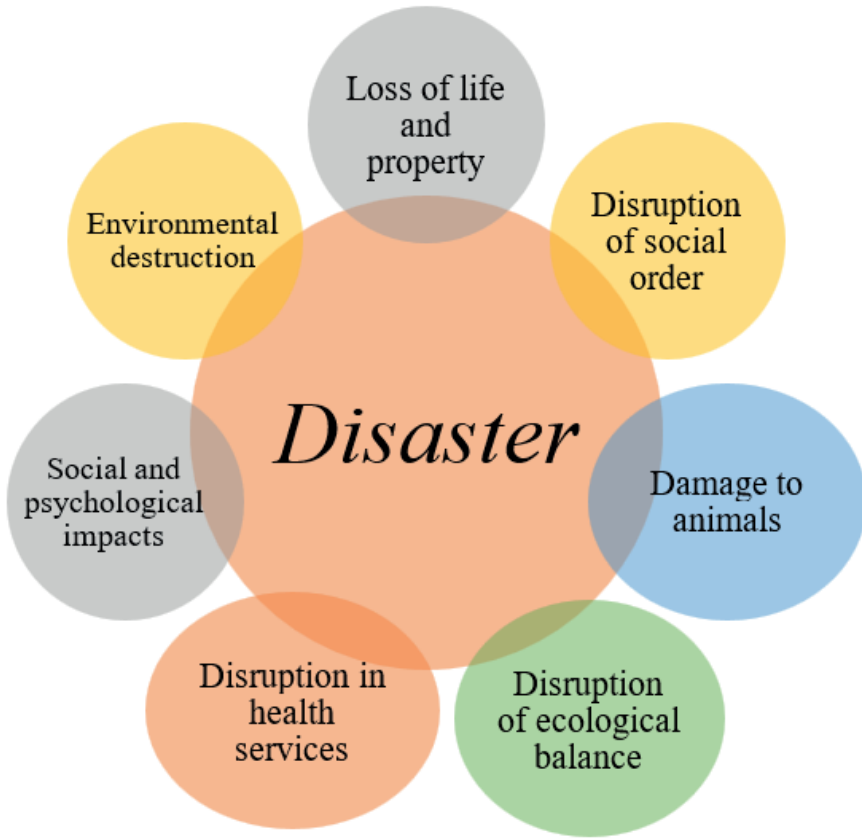 Loss of life
and
property
Disruption
of social
order
Damage to
animals
Disruption
of ecological
balance
Disruption in
health
services
Social and
psychological
impacts
Environmental
destruction
Disaster